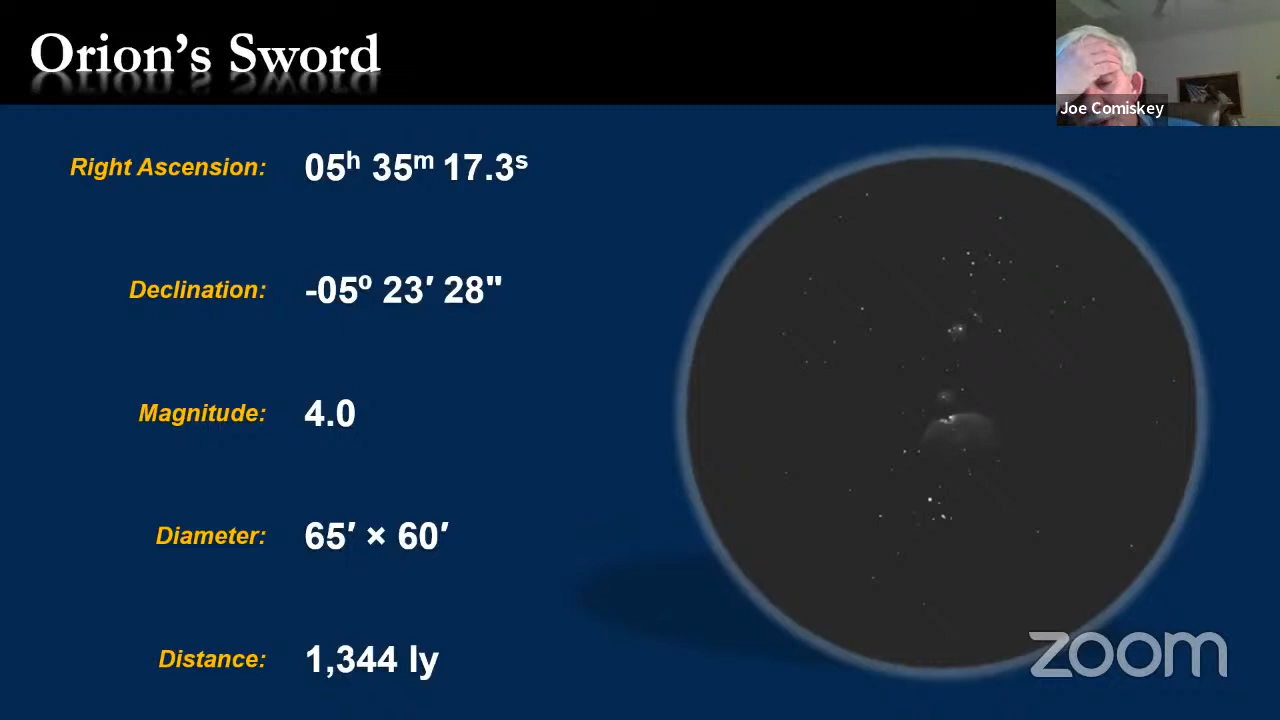 Orion's Sword
Joe Comiskey
Right Ascension: 05ʰ 35ᵐ 17.3ˢ
Declination: -05º 23′ 28"
Magnitude: 4.0
Diameter: 65′ × 60′
Distance: 1,344 ly
zoom